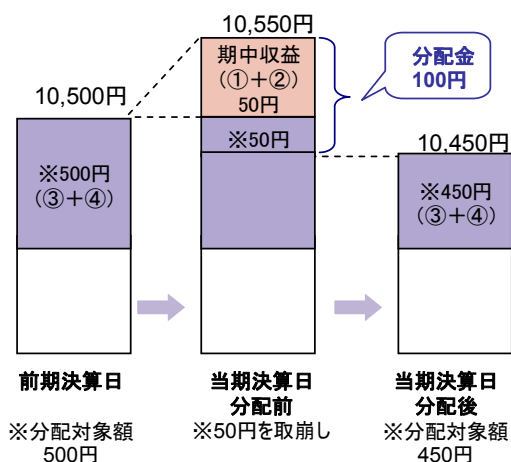 10,550円
期中収益
(①+②)
50円
分配金
100円
10,500円
※50円
10,450円
※500円
(③+④)
※450円
(③+④)
前期決算日
当期決算日
分配前
当期決算日
分配後
※分配対象額
500円
※50円を取崩し
※分配対象額
450円